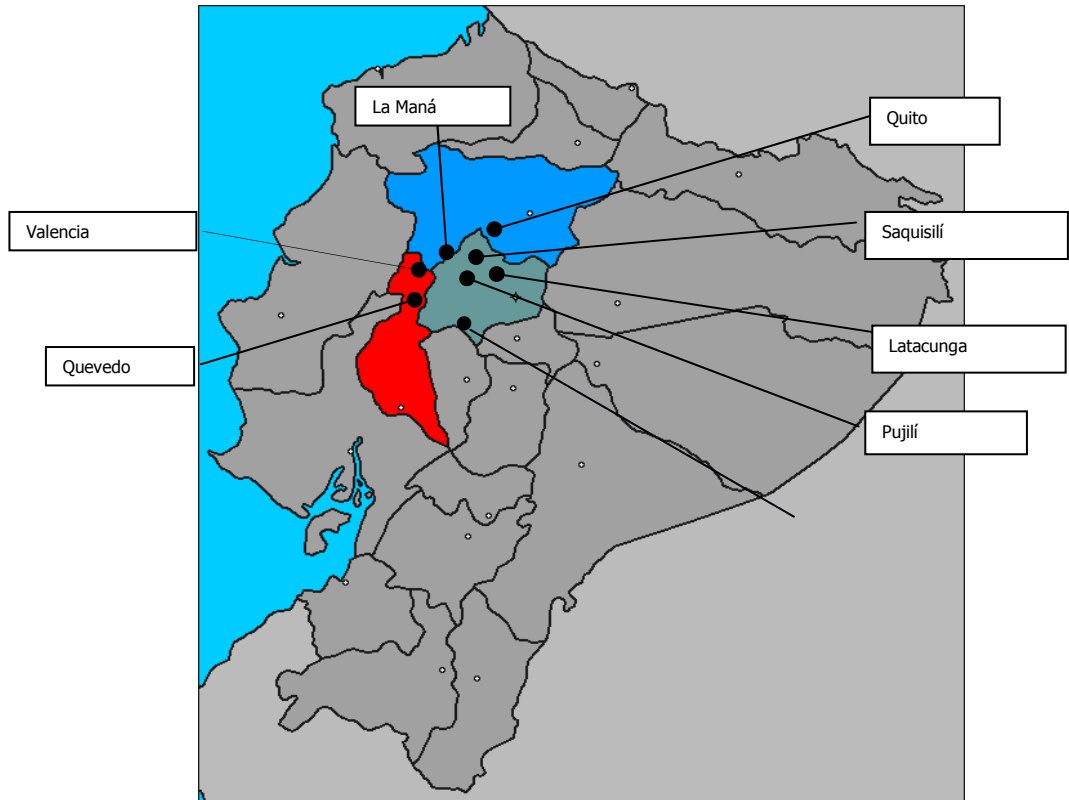 La Maná
Quito
Valencia
Saquisilí
Quevedo
Latacunga
Pujilí